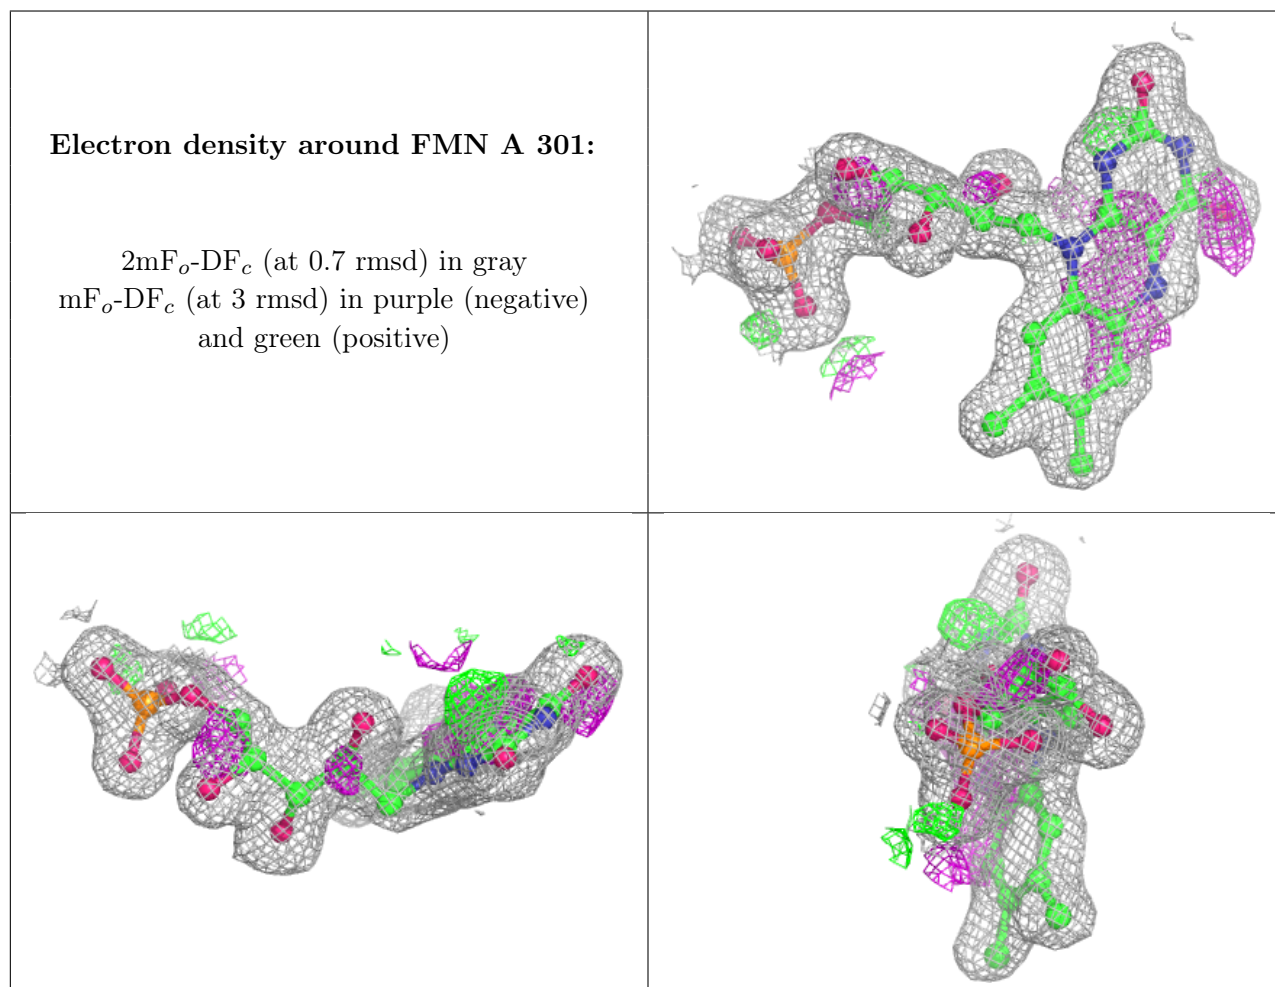 Electron density around FMN A 301:
2mFo-DFc (at 0.7 rmsd) in gray
mFo-DFc (at 3 rmsd) in purple (negative)
and green (positive)